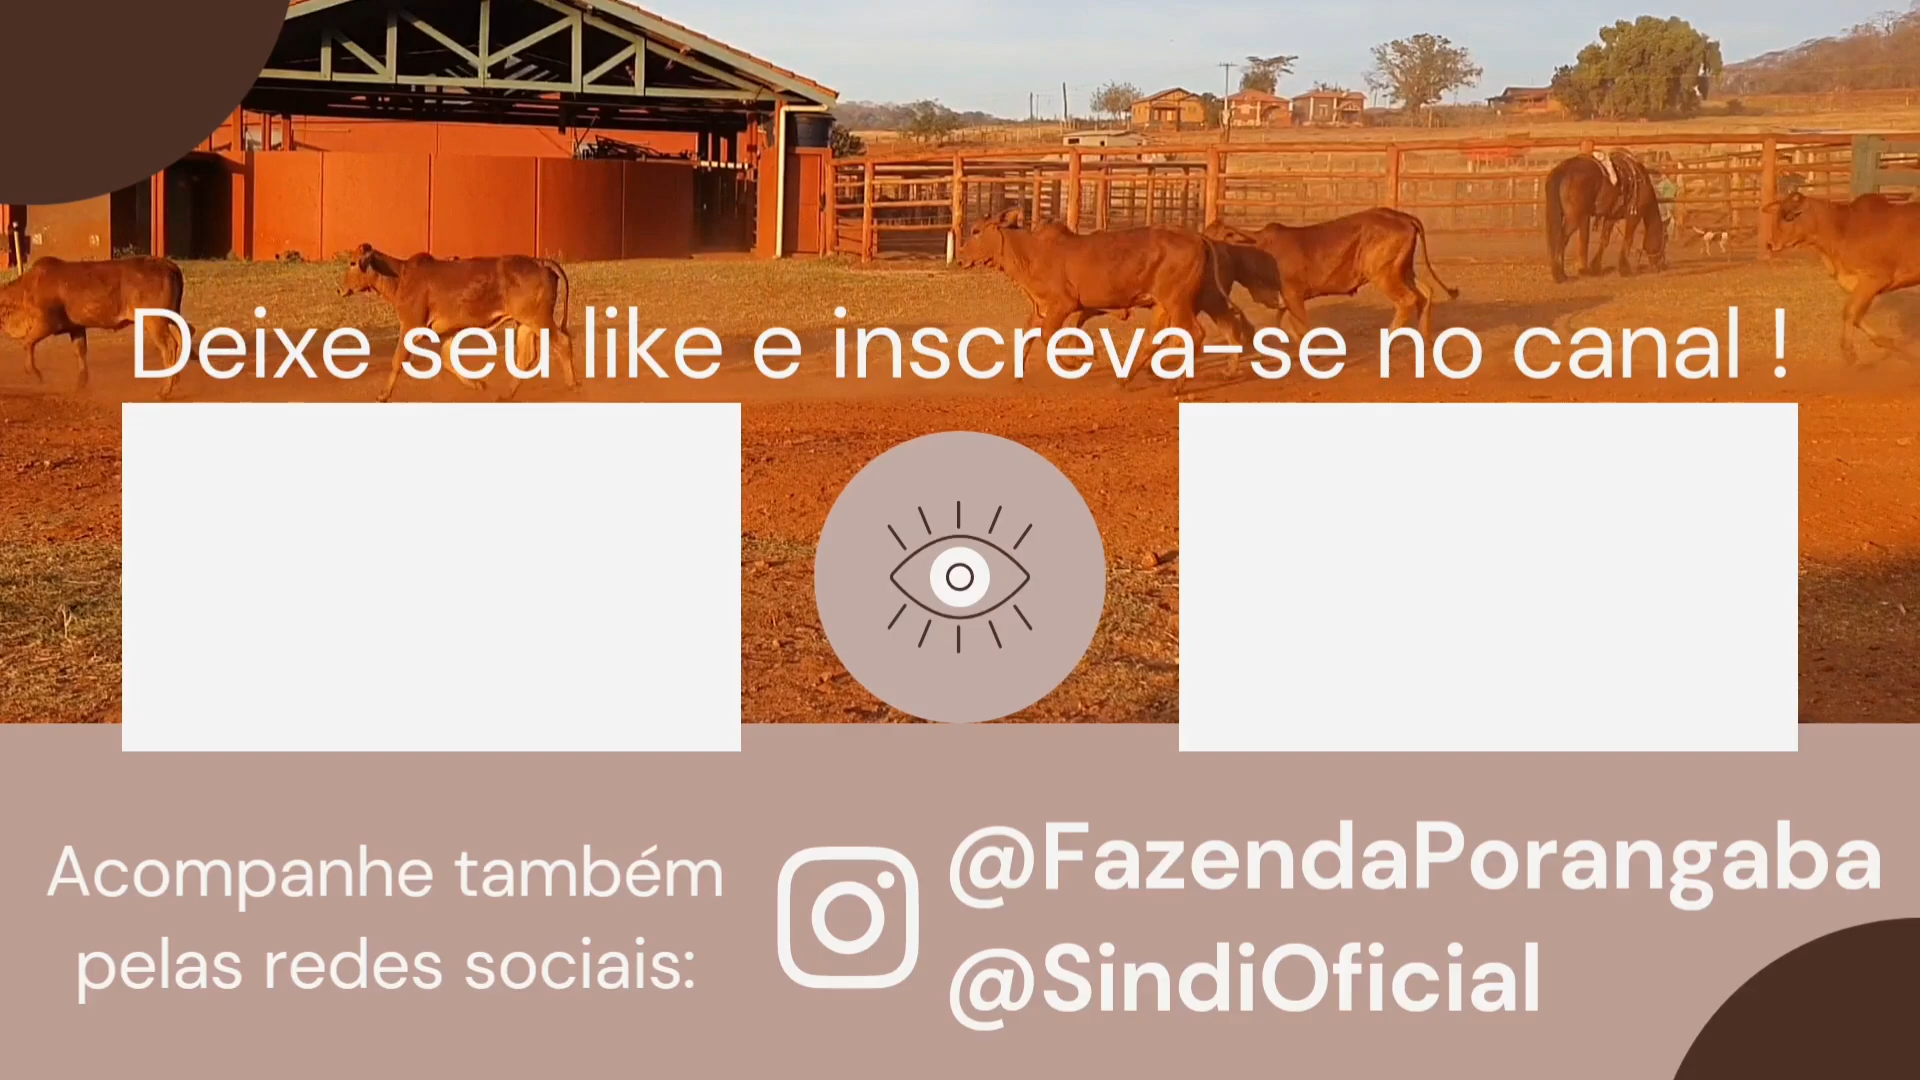 Deixe seu like e inscreva-se no canal !
Acompanhe também
pelas redes sociais:
@FazendaPorangaba
@SindiOficial